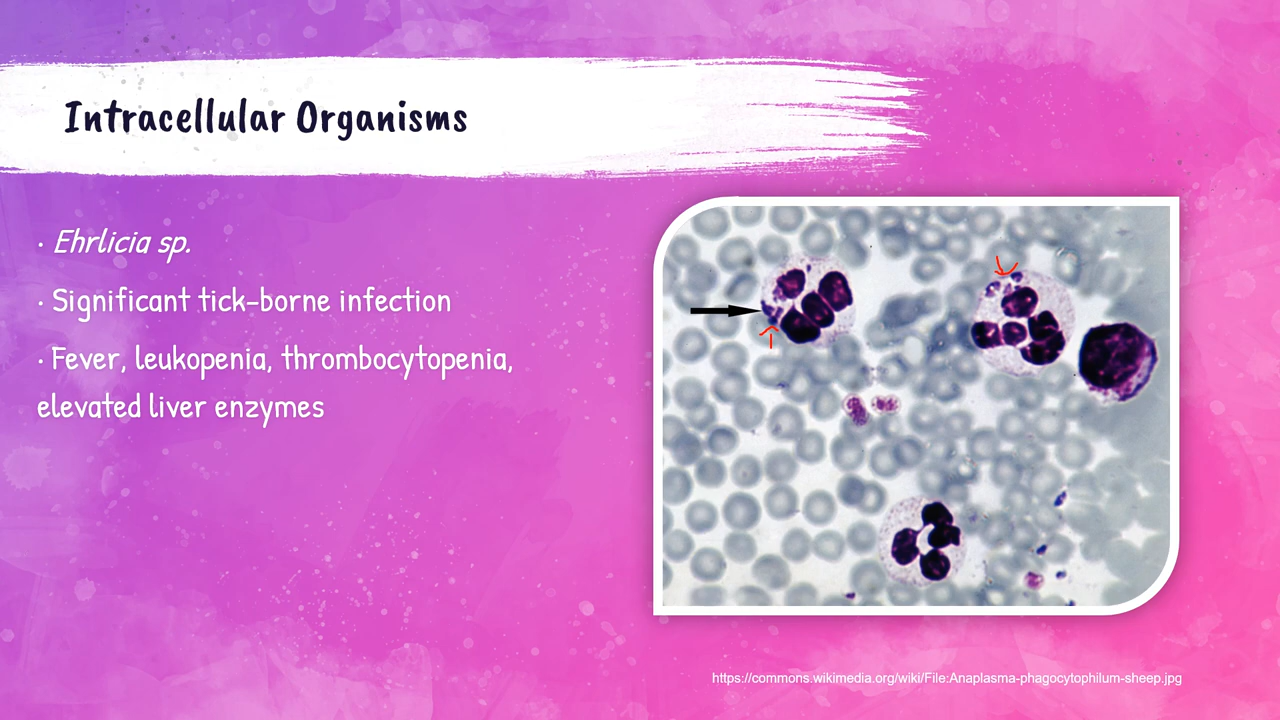 Intracellular Organisms
· Ehrlicia sp.
· Significant tick-borne infection
· Fever, leukopenia, thrombocytopenia,
elevated liver enzymes
https://commons.wikimedia.org/wiki/File:Anaplasma-phagocytophilum-sheep.jpg